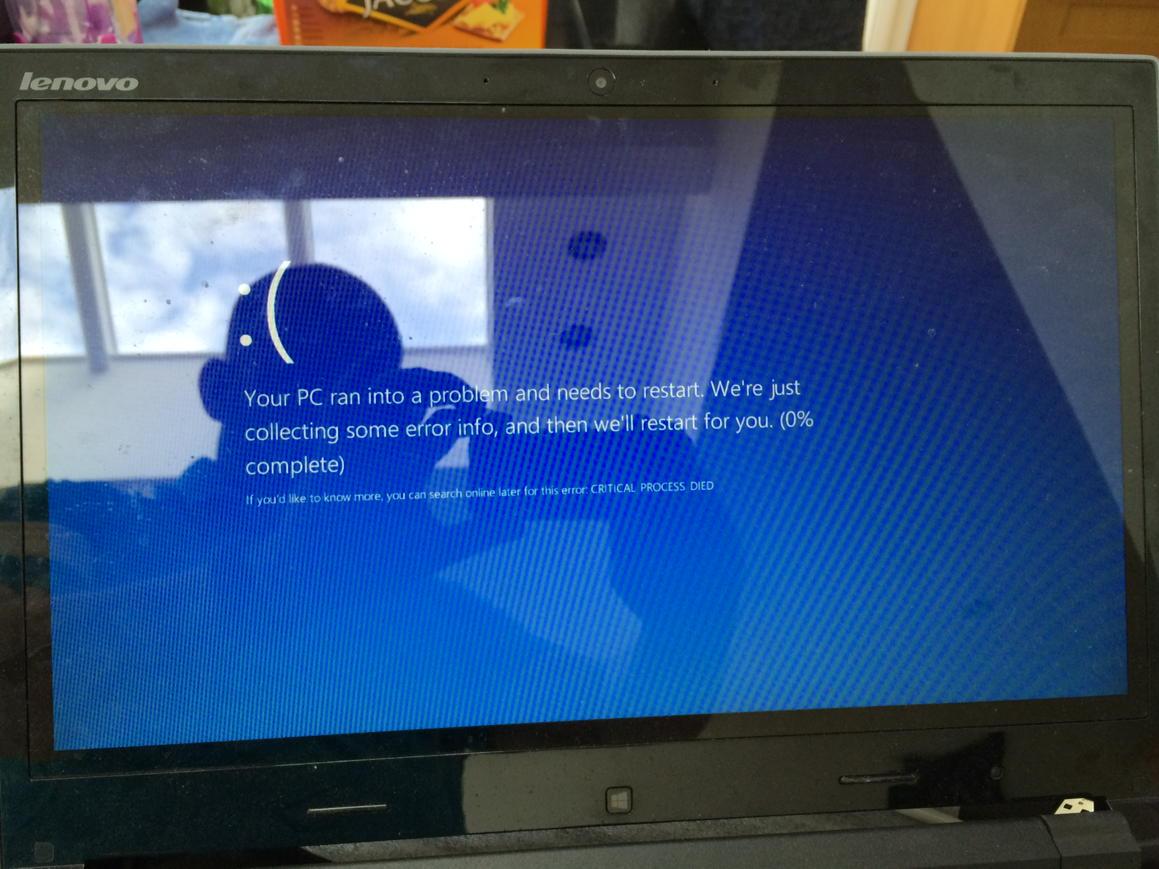 JACOB
lenovo
:(
Your PC ran into a problem and needs to restart. We're just
collecting some error info, and then we'll restart for you. (0%
complete)
If you'd like to know more, you can search online later for this error: CRITICAL_PROCESS_DIED